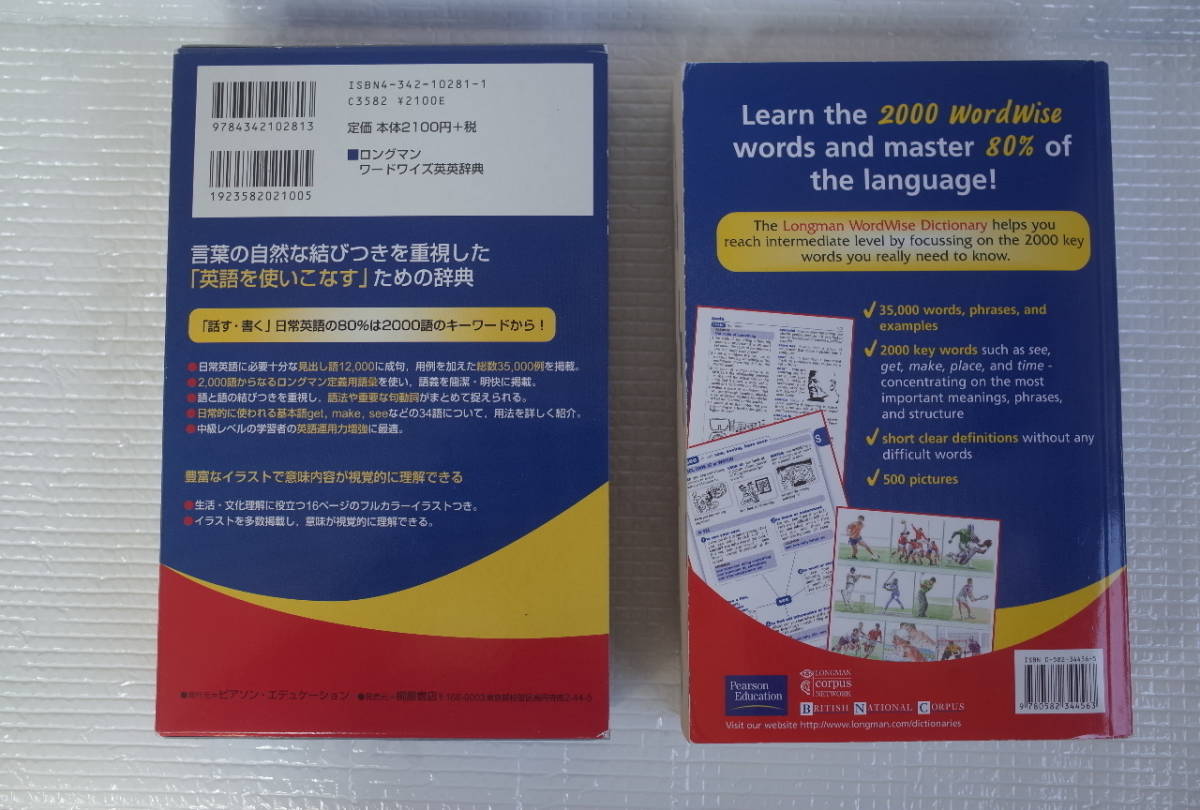 ISBN4-342-10281-1
C3582 ¥2100E
9784342102813
定価 本体2100円+税
■ロングマン
ワードワイズ英英辞典
1923582021005
言葉の自然な結びつきを重視した
「英語を使いこなす」ための辞典
「話す・書く」日常英語の80%は2000語のキーワードから!
●日常英語に必要十分な見出し語12,000に成句，用例を加えた総数35,000例を掲載。
●2,000語からなるロングマン定義用語彙を使い，語義を簡潔・明快に掲載。
●語と語の結びつきを重視し，語法や重要な句動詞がまとめて捉えられる。
●日常的に使われる基本語get, make, seeなどの34語について，用法を詳しく紹介。
●中級レベルの学習者の英語運用力増強に最適。
豊富なイラストで意味内容が視覚的に理解できる
●生活・文化理解に役立つ16ページのフルカラーイラストつき。
●イラストを多数掲載し，意味が視覚的に理解できる。
●発行元=ピアソン・エデュケーション ●発売元=桐原書店
Learn the 2000 WordWise
words and master 80% of
the language!
The Longman WordWise Dictionary helps you
reach intermediate level by focussing on the 2000 key
words you really need to know.
✓ 35,000 words, phrases, and
examples
✓ 2000 key words such as see,
get, make, place, and time -
concentrating on the most
important meanings, phrases,
and structure
✓ short clear definitions without any
difficult words
✓ 500 pictures
S
Pearson
Education
LONGMAN
corpus
NETWORK
BRITISH NATIONAL CORPUS
Visit our website http://www.longman.com/dictionaries
ISBN 0-582-34456-5
9 780582 344563